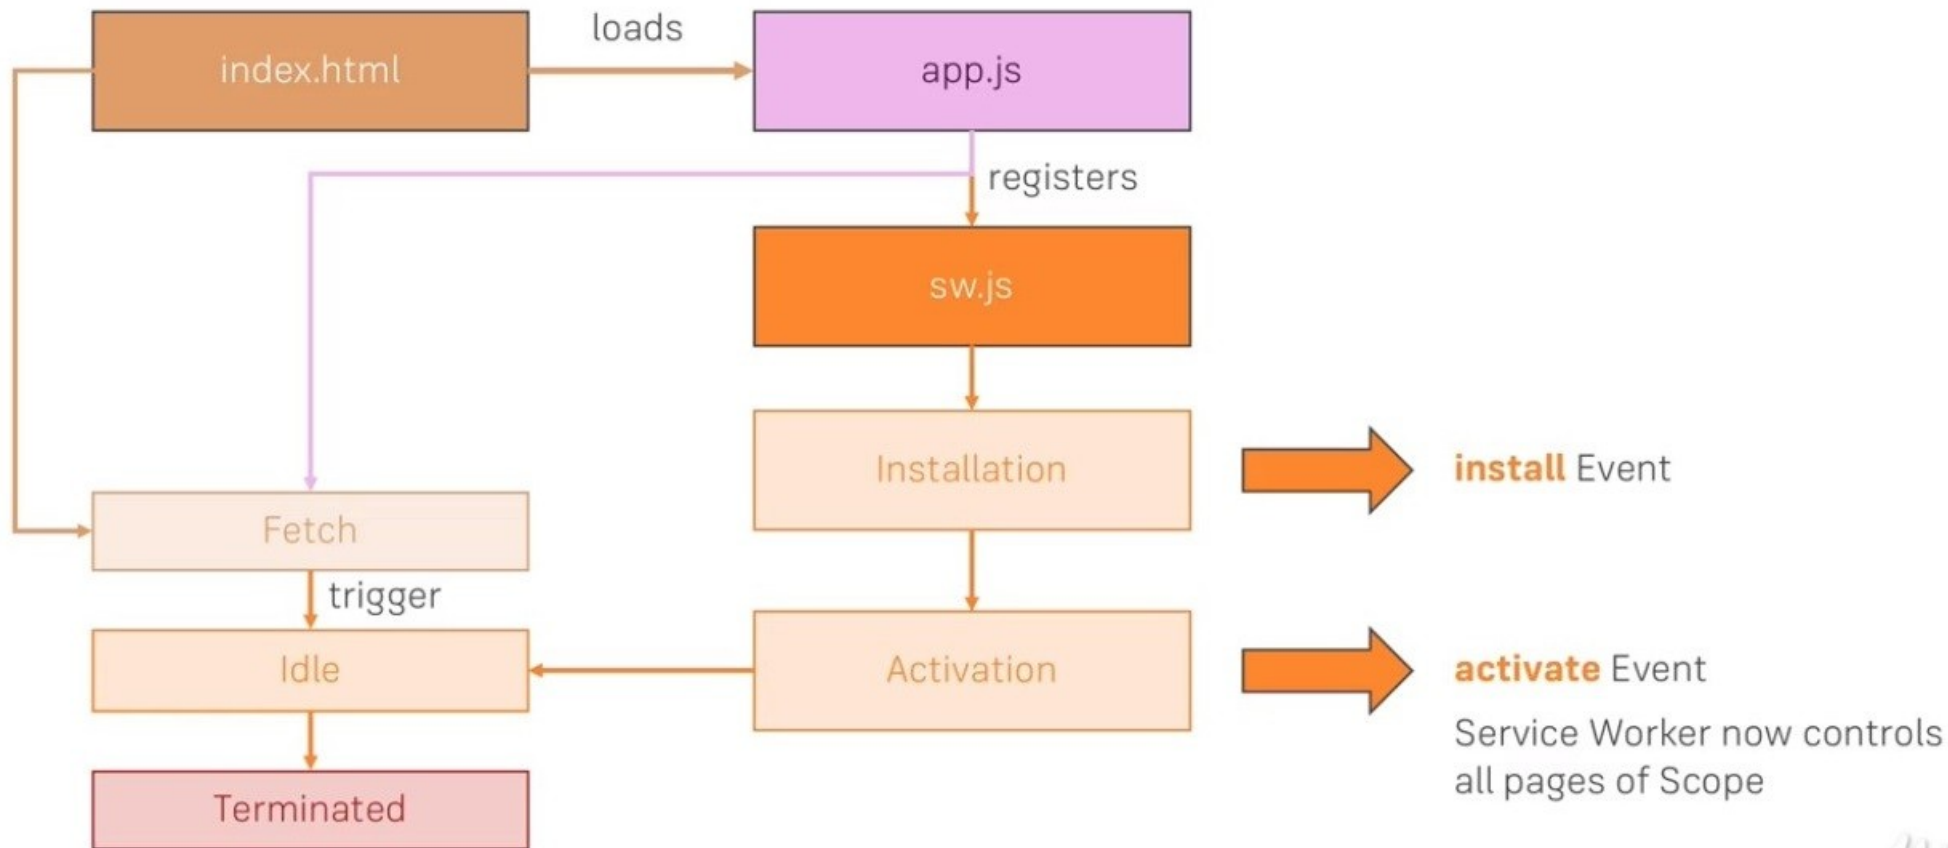 loads
index.html
app.js
registers
sw.js
Installation
install Event
Fetch
trigger
Idle
Activation
activate Event
Service Worker now controls
all pages of Scope
Terminated